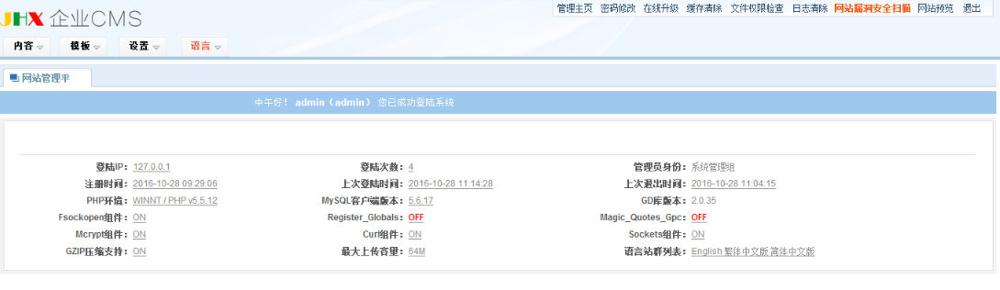 JHX 企业CMS
管理主页 密码修改 在线升级 缓存清除 文件权限检查 日志清除 网站漏洞安全扫描 网站预览 退出
内容 模板 设置 语言
网站管理平
中午好！ admin（admin） 您已成功登陆系统
登陆IP： 127.0.0.1 登陆次数： 4 管理员身份： 系统管理组
注册时间： 2016-10-28 09:29:06 上次登陆时间： 2016-10-28 11:14:28 上次退出时间： 2016-10-28 11:04:15
PHP环境： WINNT / PHP v5.5.12 MySQL客户端版本： 5.6.17 GD库版本： 2.0.35
Fsockopen组件： ON Register_Globals： OFF Magic_Quotes_Gpc： OFF
Mcrypt组件： ON Curl组件： ON Sockets组件： ON
GZIP压缩支持： ON 最大上传容里： 64M 语言站群列表： English 繁体中文版 简体中文版